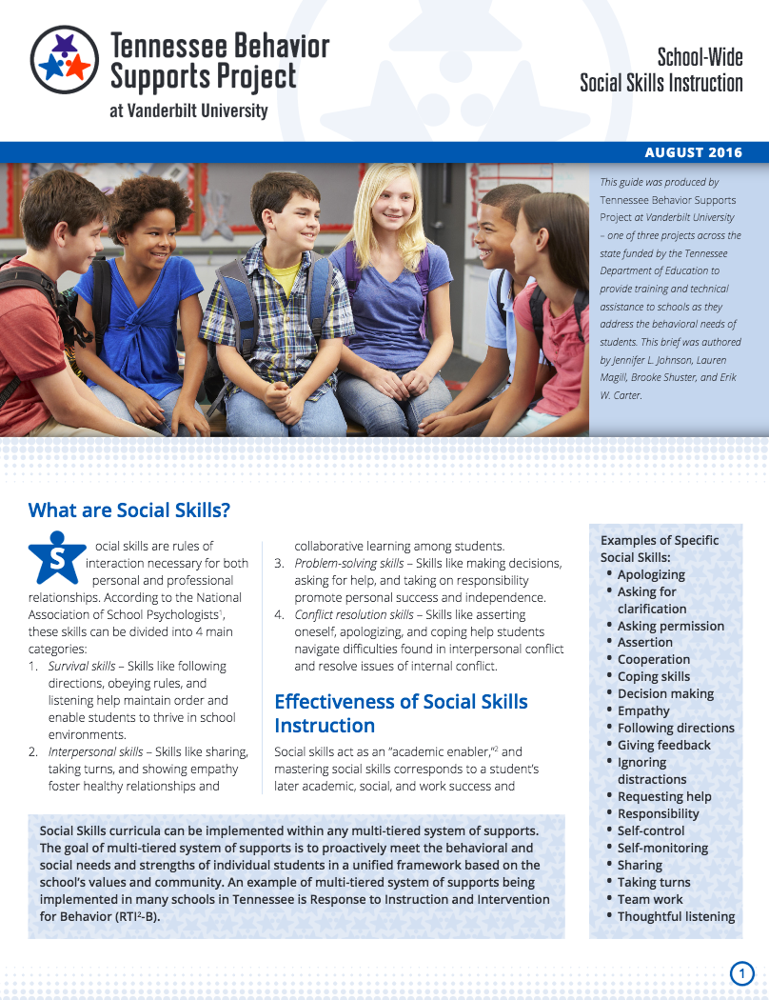 Tennessee Behavior
Supports Project
at Vanderbilt University
School-Wide
Social Skills Instruction
AUGUST 2016
This guide was produced by
Tennessee Behavior Supports
Project at Vanderbilt University
– one of three projects across the
state funded by the Tennessee
Department of Education to
provide training and technical
assistance to schools as they
address the behavioral needs of
students. This brief was authored
by Jennifer L. Johnson, Lauren
Magill, Brooke Shuster, and Erik
W. Carter.
What are Social Skills?
Social skills are rules of
interaction necessary for both
personal and professional
relationships. According to the National
Association of School Psychologists¹,
these skills can be divided into 4 main
categories:
1. Survival skills – Skills like following
directions, obeying rules, and
listening help maintain order and
enable students to thrive in school
environments.
2. Interpersonal skills – Skills like sharing,
taking turns, and showing empathy
foster healthy relationships and
collaborative learning among students.
3. Problem-solving skills – Skills like making decisions,
asking for help, and taking on responsibility
promote personal success and independence.
4. Conflict resolution skills – Skills like asserting
oneself, apologizing, and coping help students
navigate difficulties found in interpersonal conflict
and resolve issues of internal conflict.
Effectiveness of Social Skills
Instruction
Social skills act as an “academic enabler,”² and
mastering social skills corresponds to a student’s
later academic, social, and work success and
Social Skills curricula can be implemented within any multi-tiered system of supports.
The goal of multi-tiered system of supports is to proactively meet the behavioral and
social needs and strengths of individual students in a unified framework based on the
school’s values and community. An example of multi-tiered system of supports being
implemented in many schools in Tennessee is Response to Instruction and Intervention
for Behavior (RTI²-B).
Examples of Specific
Social Skills:
• Apologizing
• Asking for
clarification
• Asking permission
• Assertion
• Cooperation
• Coping skills
• Decision making
• Empathy
• Following directions
• Giving feedback
• Ignoring
distractions
• Requesting help
• Responsibility
• Self-control
• Self-monitoring
• Sharing
• Taking turns
• Team work
• Thoughtful listening
1